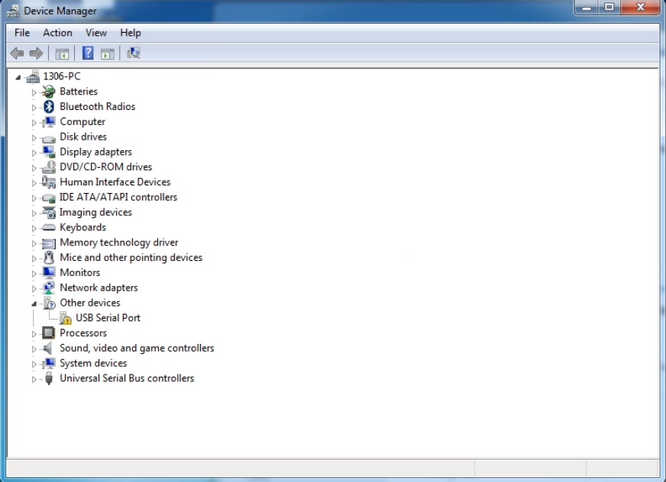 Device Manager
File Action View Help
1306-PC
Batteries
Bluetooth Radios
Computer
Disk drives
Display adapters
DVD/CD-ROM drives
Human Interface Devices
IDE ATA/ATAPI controllers
Imaging devices
Keyboards
Memory technology driver
Mice and other pointing devices
Monitors
Network adapters
Other devices
USB Serial Port
Processors
Sound, video and game controllers
System devices
Universal Serial Bus controllers